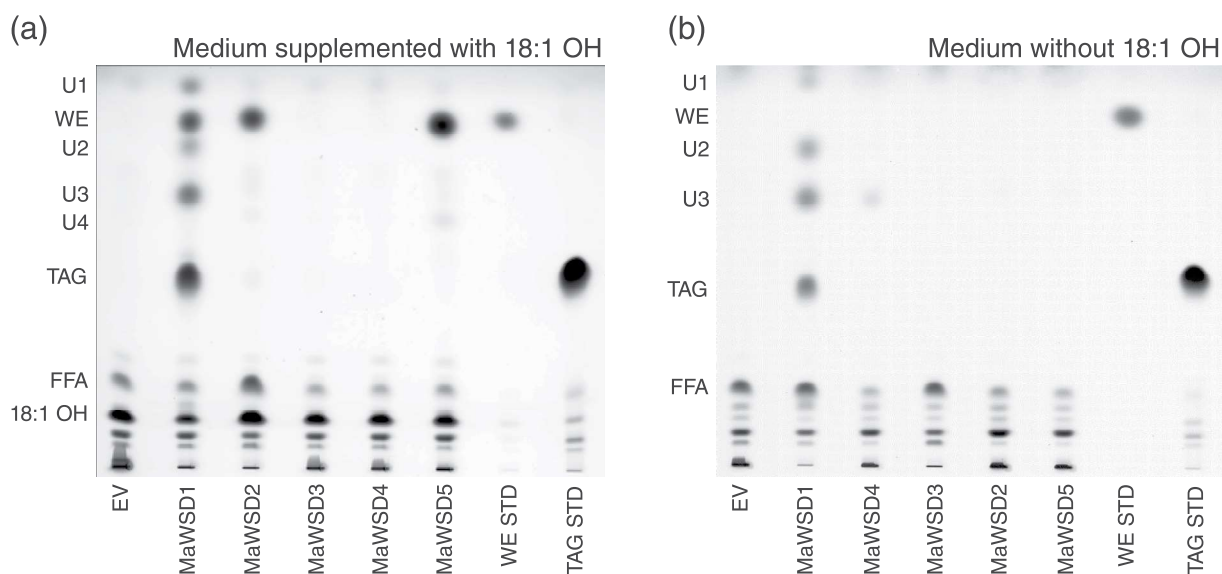 (a)
Medium supplemented with 18:1 OH
U1
WE
U2
U3
U4
TAG
FFA
18:1 OH
EV
MaWSD1
MaWSD2
MaWSD3
MaWSD4
MaWSD5
WE STD
TAG STD
(b)
Medium without 18:1 OH
U1
WE
U2
U3
TAG
FFA
EV
MaWSD1
MaWSD4
MaWSD3
MaWSD2
MaWSD5
WE STD
TAG STD